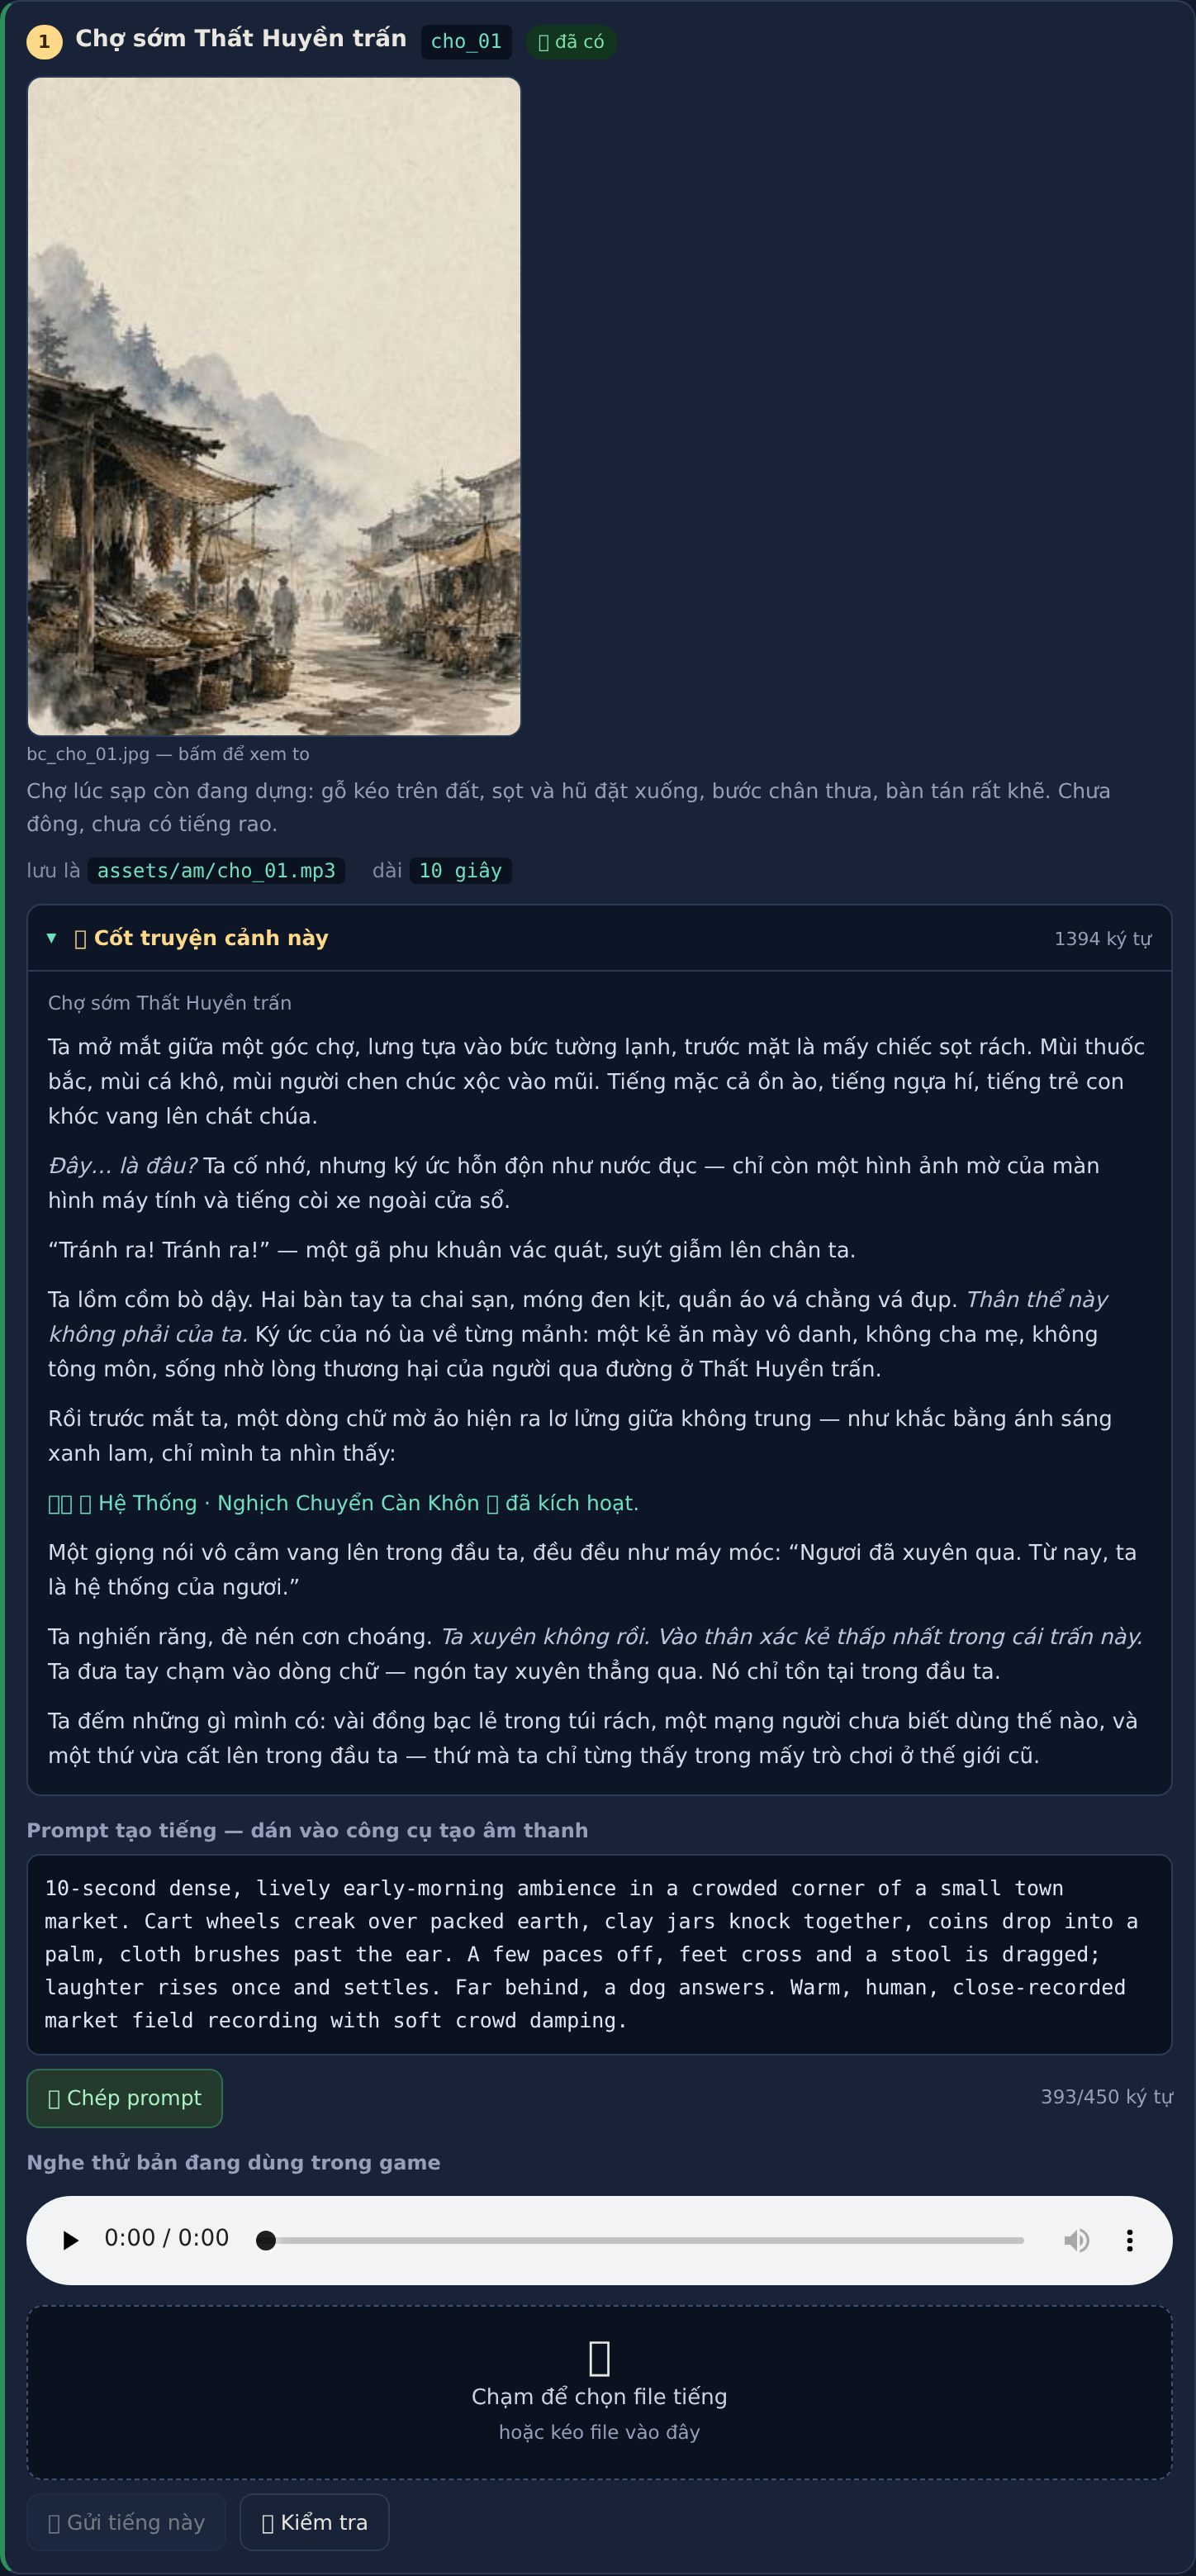 1 Chợ sớm Thất Huyền trấn cho_01 đã có
bc_cho_01.jpg — bấm để xem to
Chợ lúc sạp còn đang dựng: gỗ kéo trên đất, sọt và hũ đặt xuống, bước chân thưa, bàn tán rất khẽ. Chưa
đông, chưa có tiếng rao.
lưu là assets/am/cho_01.mp3 dài 10 giây
▼ Cốt truyện cảnh này 1394 ký tự
Chợ sớm Thất Huyền trấn
Ta mở mắt giữa một góc chợ, lưng tựa vào bức tường lạnh, trước mặt là mấy chiếc sọt rách. Mùi thuốc
bắc, mùi cá khô, mùi người chen chúc xộc vào mũi. Tiếng mặc cả ồn ào, tiếng ngựa hí, tiếng trẻ con
khóc vang lên chát chúa.
Đây… là đâu? Ta cố nhớ, nhưng ký ức hỗn độn như nước đục — chỉ còn một hình ảnh mờ của màn
hình máy tính và tiếng còi xe ngoài cửa sổ.
“Tránh ra! Tránh ra!” — một gã phu khuân vác quát, suýt giẫm lên chân ta.
Ta lồm cồm bò dậy. Hai bàn tay ta chai sạn, móng đen kịt, quần áo vá chằng vá đụp. Thân thể này
không phải của ta. Ký ức của nó ùa về từng mảnh: một kẻ ăn mày vô danh, không cha mẹ, không
tông môn, sống nhờ lòng thương hại của người qua đường ở Thất Huyền trấn.
Rồi trước mắt ta, một dòng chữ mờ ảo hiện ra lơ lửng giữa không trung — như khắc bằng ánh sáng
xanh lam, chỉ mình ta nhìn thấy:
Hệ Thống · Nghịch Chuyển Càn Khôn đã kích hoạt.
Một giọng nói vô cảm vang lên trong đầu ta, đều đều như máy móc: “Ngươi đã xuyên qua. Từ nay, ta
là hệ thống của ngươi.”
Ta nghiến răng, đè nén cơn choáng. Ta xuyên không rồi. Vào thân xác kẻ thấp nhất trong cái trấn này.
Ta đưa tay chạm vào dòng chữ — ngón tay xuyên thẳng qua. Nó chỉ tồn tại trong đầu ta.
Ta đếm những gì mình có: vài đồng bạc lẻ trong túi rách, một mạng người chưa biết dùng thế nào, và
một thứ vừa cất lên trong đầu ta — thứ mà ta chỉ từng thấy trong mấy trò chơi ở thế giới cũ.
Prompt tạo tiếng — dán vào công cụ tạo âm thanh
10-second dense, lively early-morning ambience in a crowded corner of a small town
market. Cart wheels creak over packed earth, clay jars knock together, coins drop into a
palm, cloth brushes past the ear. A few paces off, feet cross and a stool is dragged;
laughter rises once and settles. Far behind, a dog answers. Warm, human, close-recorded
market field recording with soft crowd damping.
Chép prompt 393/450 ký tự
Nghe thử bản đang dùng trong game
0:00 / 0:00
Chạm để chọn file tiếng
hoặc kéo file vào đây
Gửi tiếng này Kiểm tra